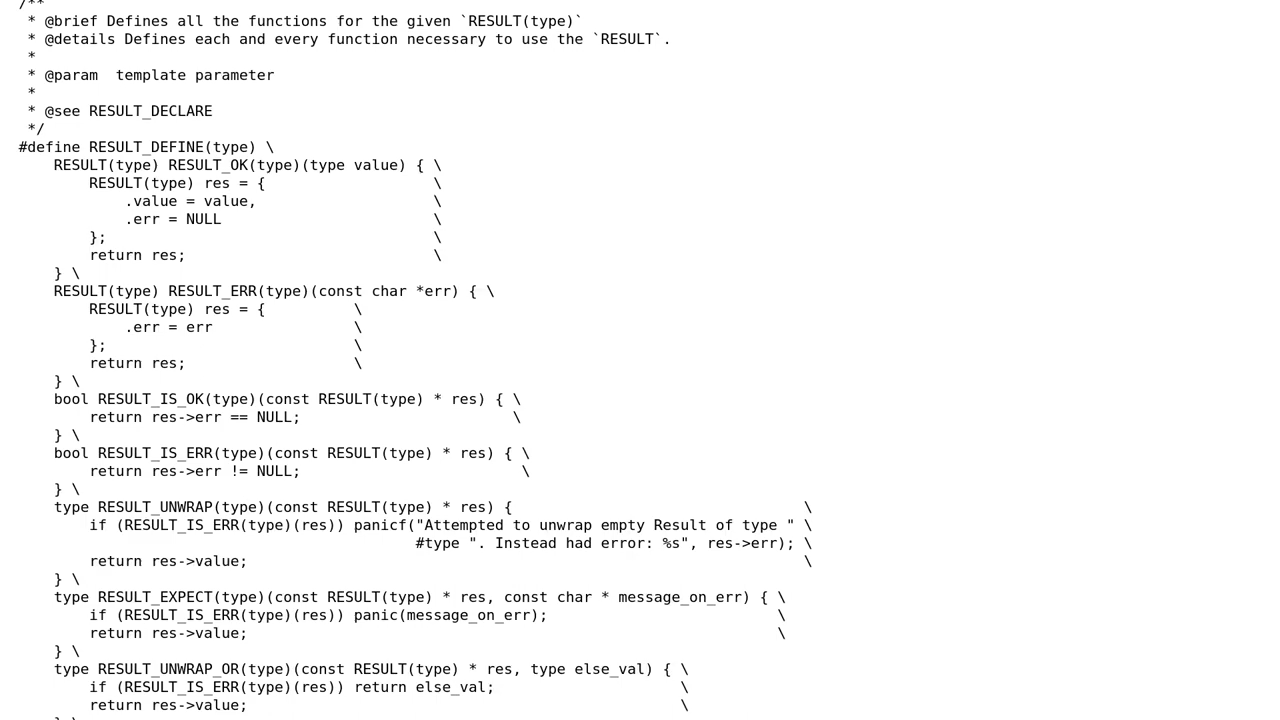 /**
 * @brief Defines all the functions for the given `RESULT(type)`
 * @details Defines each and every function necessary to use the `RESULT`.
 *
 * @param  template parameter
 *
 * @see RESULT_DECLARE
 */
#define RESULT_DEFINE(type) \
    RESULT(type) RESULT_OK(type)(type value) { \
        RESULT(type) res = {                   \
            .value = value,                    \
            .err = NULL                        \
        };                                     \
        return res;                            \
    } \
    RESULT(type) RESULT_ERR(type)(const char *err) { \
        RESULT(type) res = {          \
            .err = err                \
        };                            \
        return res;                   \
    } \
    bool RESULT_IS_OK(type)(const RESULT(type) * res) { \
        return res->err == NULL;                        \
    } \
    bool RESULT_IS_ERR(type)(const RESULT(type) * res) { \
        return res->err != NULL;                         \
    } \
    type RESULT_UNWRAP(type)(const RESULT(type) * res) {                                 \
        if (RESULT_IS_ERR(type)(res)) panicf("Attempted to unwrap empty Result of type " \
                                             #type ". Instead had error: %s", res->err); \
        return res->value;                                                               \
    } \
    type RESULT_EXPECT(type)(const RESULT(type) * res, const char * message_on_err) { \
        if (RESULT_IS_ERR(type)(res)) panic(message_on_err);                          \
        return res->value;                                                            \
    } \
    type RESULT_UNWRAP_OR(type)(const RESULT(type) * res, type else_val) { \
        if (RESULT_IS_ERR(type)(res)) return else_val;                     \
        return res->value;                                                 \
    } \